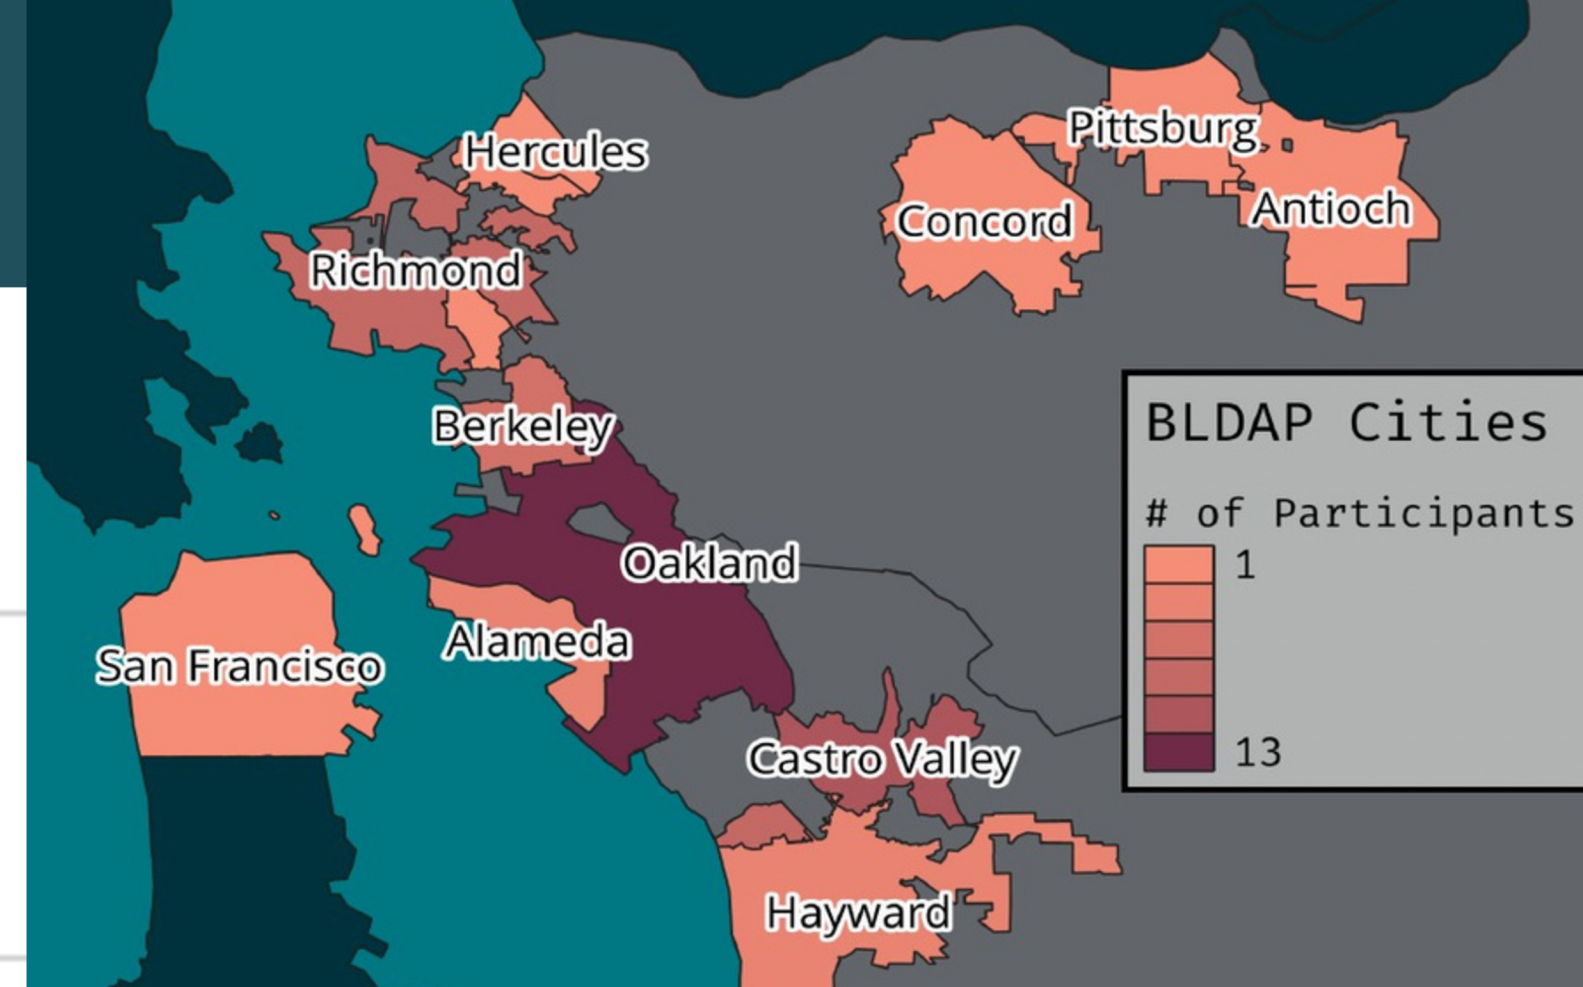 Hercules
Pittsburg
Antioch
Concord
Richmond
Berkeley
Oakland
Alameda
San Francisco
Castro Valley
Hayward
BLDAP Cities
# of Participants
1
13